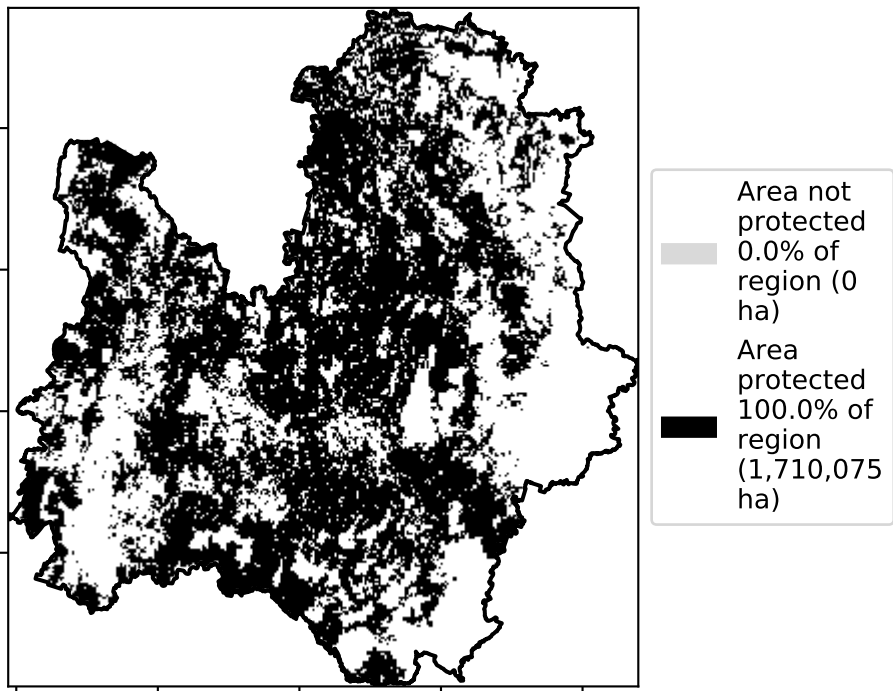 Area not
protected
0.0% of
region (0
ha)
Area
protected
100.0% of
region
(1,710,075
ha)